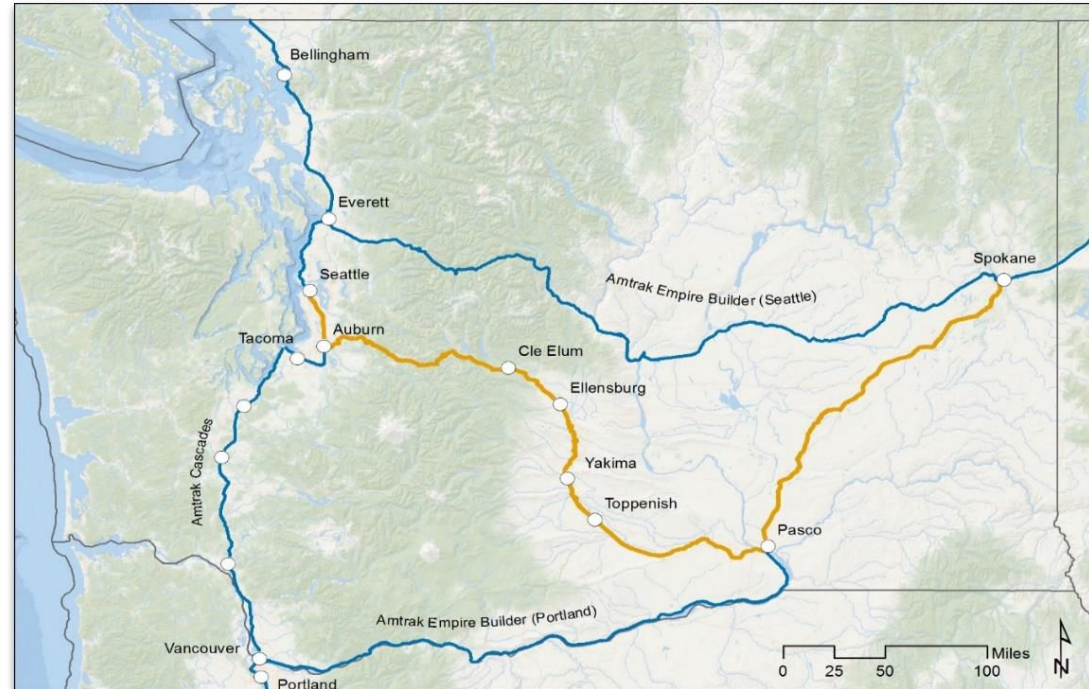 Bellingham
Everett
Seattle
Spokane
Amtrak Empire Builder (Seattle)
Auburn
Tacoma
Cle Elum
Ellensburg
Amtrak Cascades
Yakima
Toppenish
Pasco
Amtrak Empire Builder (Portland)
Vancouver
Portland
Miles
0 25 50 100
N